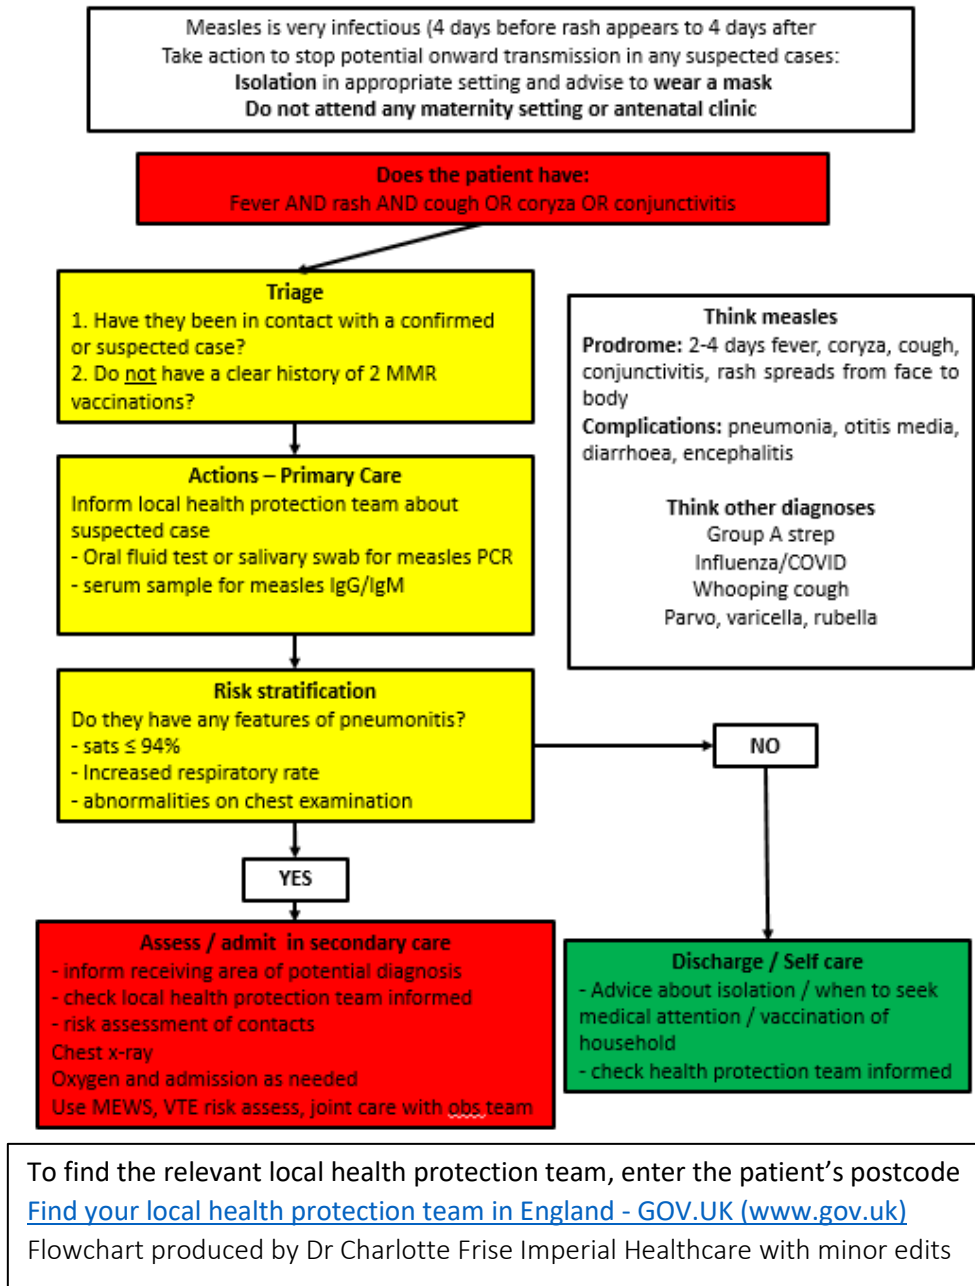 Measles is very infectious (4 days before rash appears to 4 days after
Take action to stop potential onward transmission in any suspected cases:
Isolation in appropriate setting and advise to wear a mask
Do not attend any maternity setting or antenatal clinic
Does the patient have:
Fever AND rash AND cough OR coryza OR conjunctivitis
Triage
1. Have they been in contact with a confirmed
or suspected case?
2. Do not have a clear history of 2 MMR
vaccinations?
Think measles
Prodrome: 2-4 days fever, coryza, cough,
conjunctivitis, rash spreads from face to
body
Complications: pneumonia, otitis media,
diarrhoea, encephalitis
Think other diagnoses
Group A strep
Influenza/COVID
Whooping cough
Parvo, varicella, rubella
Actions – Primary Care
Inform local health protection team about
suspected case
- Oral fluid test or salivary swab for measles PCR
- serum sample for measles IgG/IgM
Risk stratification
Do they have any features of pneumonitis?
- sats ≤ 94%
- Increased respiratory rate
- abnormalities on chest examination
NO
YES
Assess / admit in secondary care
- inform receiving area of potential diagnosis
- check local health protection team informed
- risk assessment of contacts
Chest x-ray
Oxygen and admission as needed
Use MEWS, VTE risk assess, joint care with obs team
Discharge / Self care
- Advice about isolation / when to seek
medical attention / vaccination of
household
- check health protection team informed
To find the relevant local health protection team, enter the patient's postcode
Find your local health protection team in England - GOV.UK (www.gov.uk)
Flowchart produced by Dr Charlotte Frise Imperial Healthcare with minor edits